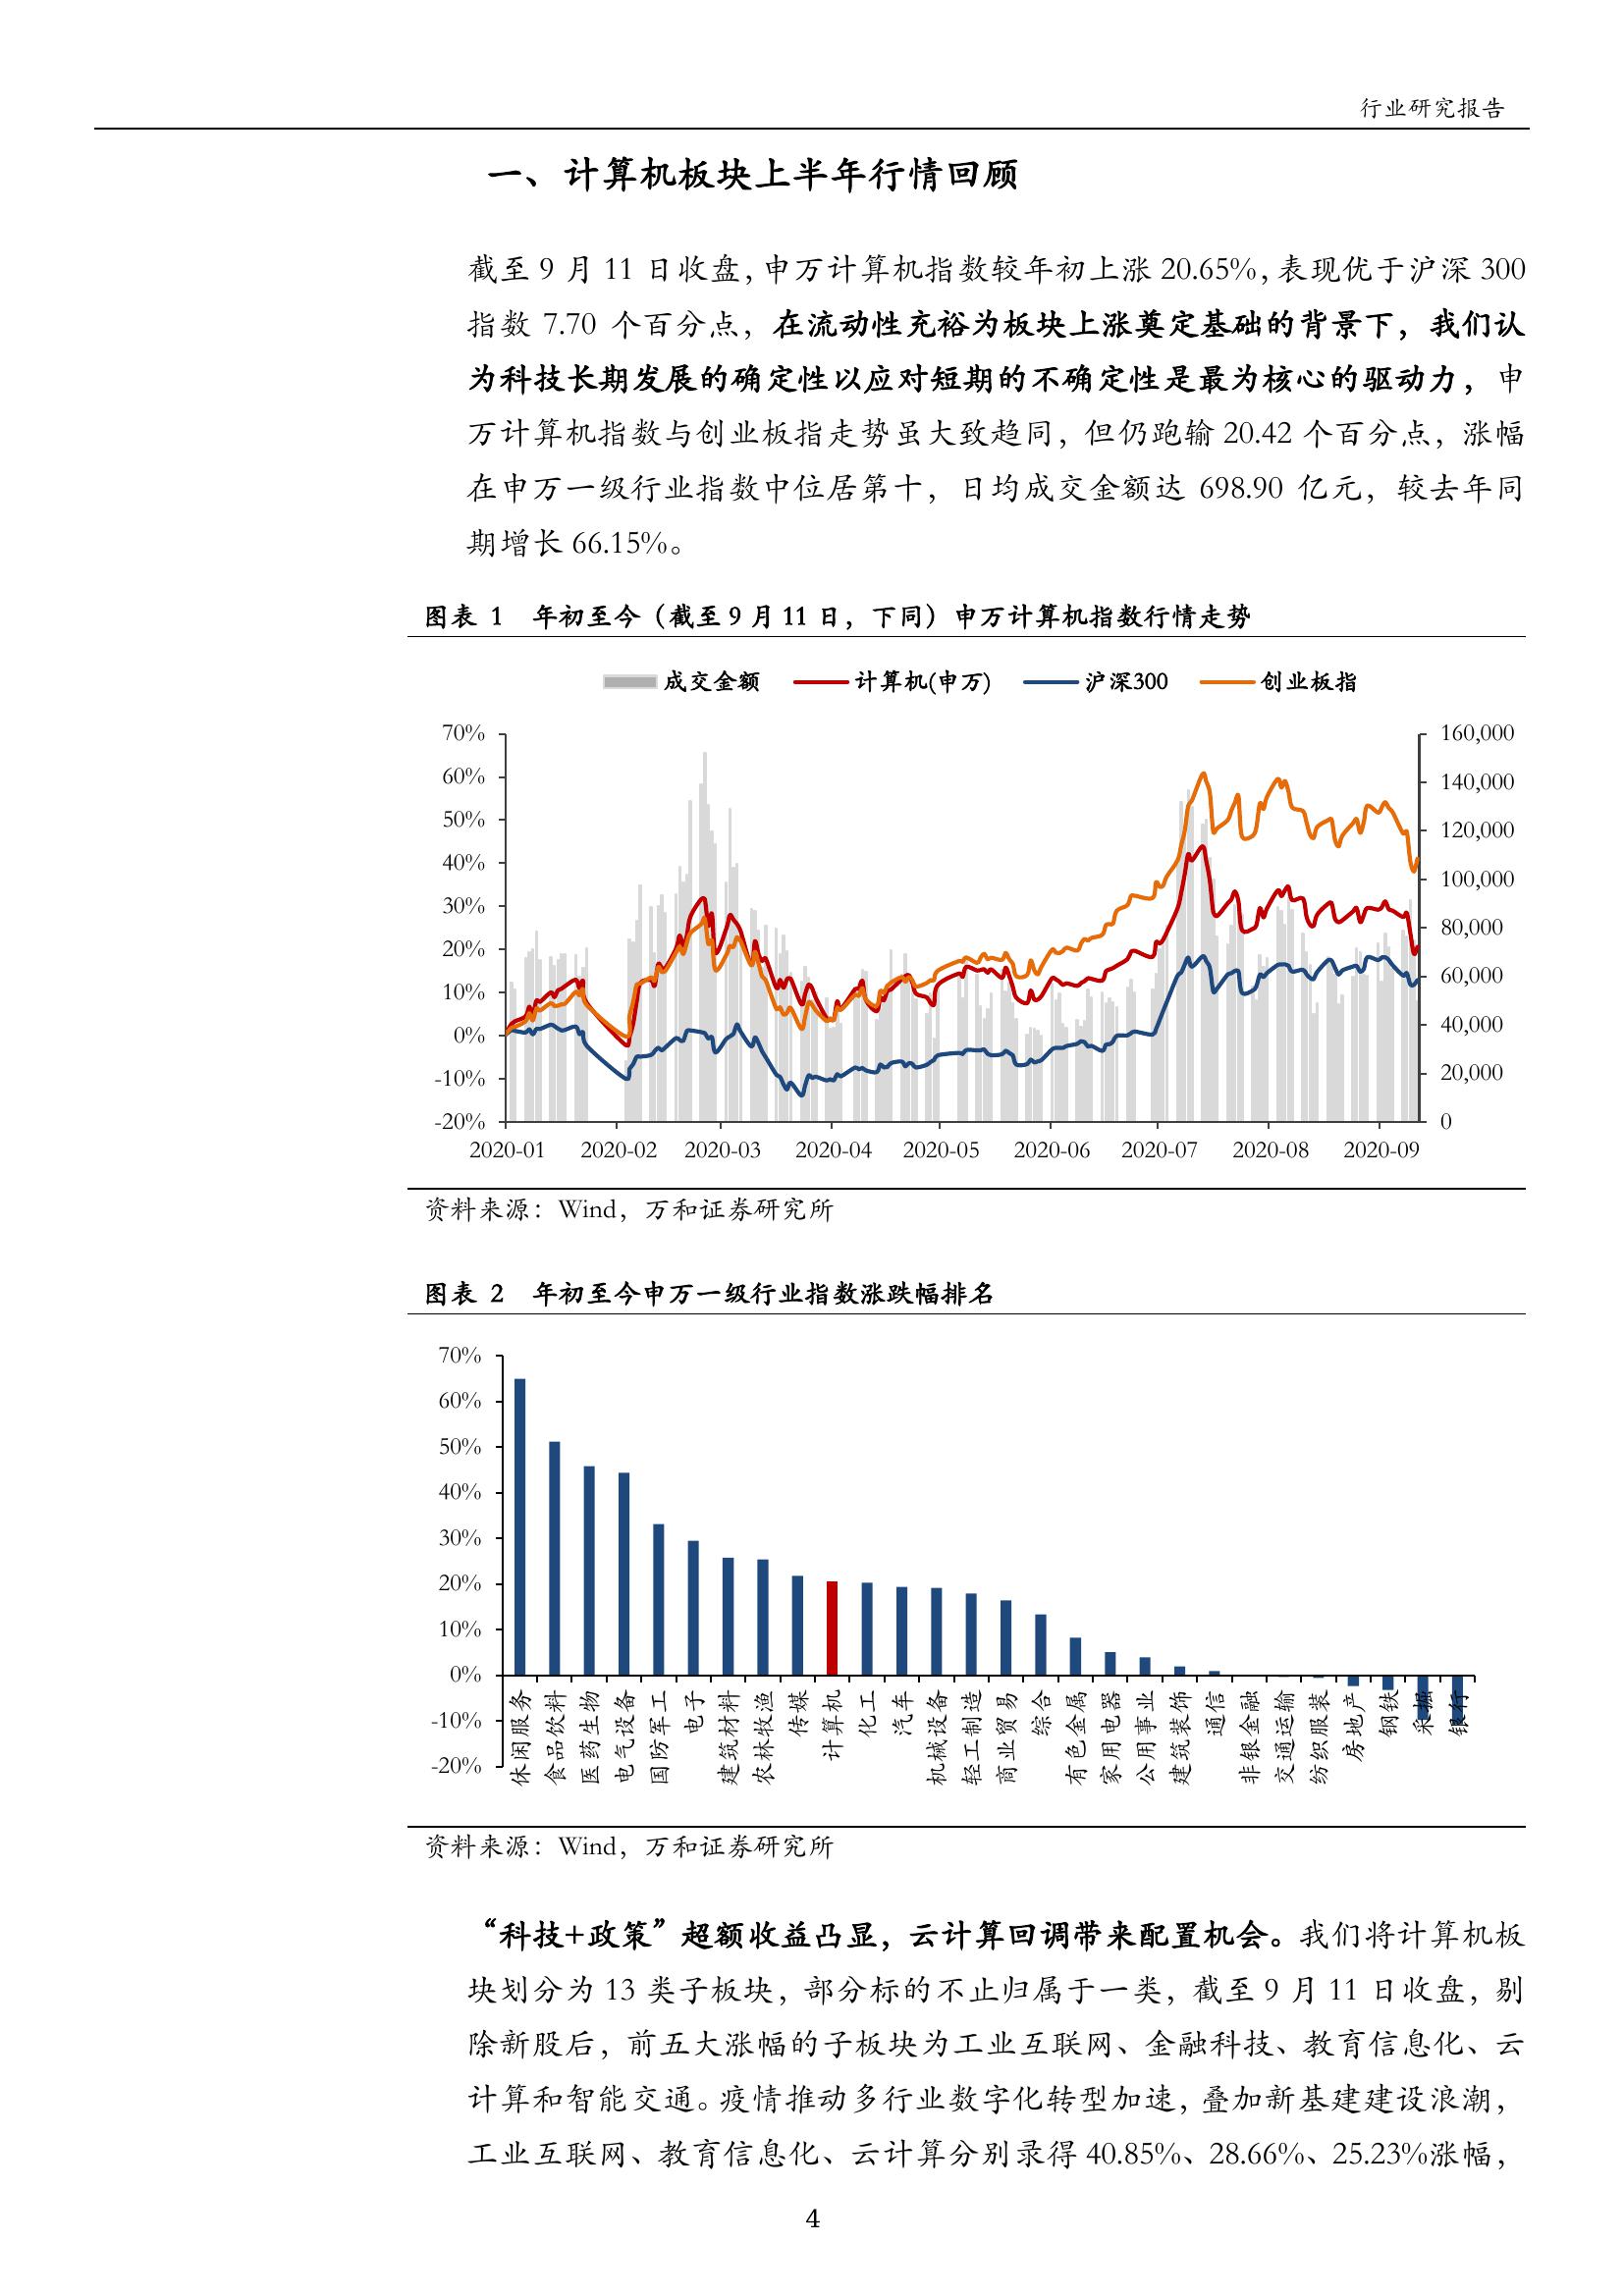 行业研究报告
一、计算机板块上半年行情回顾
截至 9 月 11 日收盘，申万计算机指数较年初上涨 20.65%，表现优于沪深 300
指数 7.70 个百分点，在流动性充裕为板块上涨奠定基础的背景下，我们认
为科技长期发展的确定性以应对短期的不确定性是最为核心的驱动力，申
万计算机指数与创业板指走势虽大致趋同，但仍跑输 20.42 个百分点，涨幅
在申万一级行业指数中位居第十，日均成交金额达 698.90 亿元，较去年同
期增长 66.15%。
图表 1 年初至今（截至 9 月 11 日，下同）申万计算机指数行情走势
成交金额 计算机(申万) 沪深300 创业板指
70% 160,000
60% 140,000
50% 120,000
40% 100,000
30% 80,000
20% 60,000
10% 40,000
0% 20,000
-10% 0
-20%
2020-01 2020-02 2020-03 2020-04 2020-05 2020-06 2020-07 2020-08 2020-09
资料来源：Wind，万和证券研究所
图表 2 年初至今申万一级行业指数涨跌幅排名
70%
60%
50%
40%
30%
20%
10%
0%
-10%
-20%
休闲服务 食品饮料 医药生物 电气设备 国防军工 电子 建筑材料 农林牧渔 传媒 计算机 化工 汽车 机械设备 轻工制造 商业贸易 综合 有色金属 家用电器 公用事业 建筑装饰 通信 非银金融 交通运输 纺织服装 房地产 钢铁 采掘 银行
资料来源：Wind，万和证券研究所
“科技+政策”超额收益凸显，云计算回调带来配置机会。我们将计算机板
块划分为 13 类子板块，部分标的不止归属于一类，截至 9 月 11 日收盘，剔
除新股后，前五大涨幅的子板块为工业互联网、金融科技、教育信息化、云
计算和智能交通。疫情推动多行业数字化转型加速，叠加新基建建设浪潮，
工业互联网、教育信息化、云计算分别录得 40.85%、28.66%、25.23%涨幅，
4